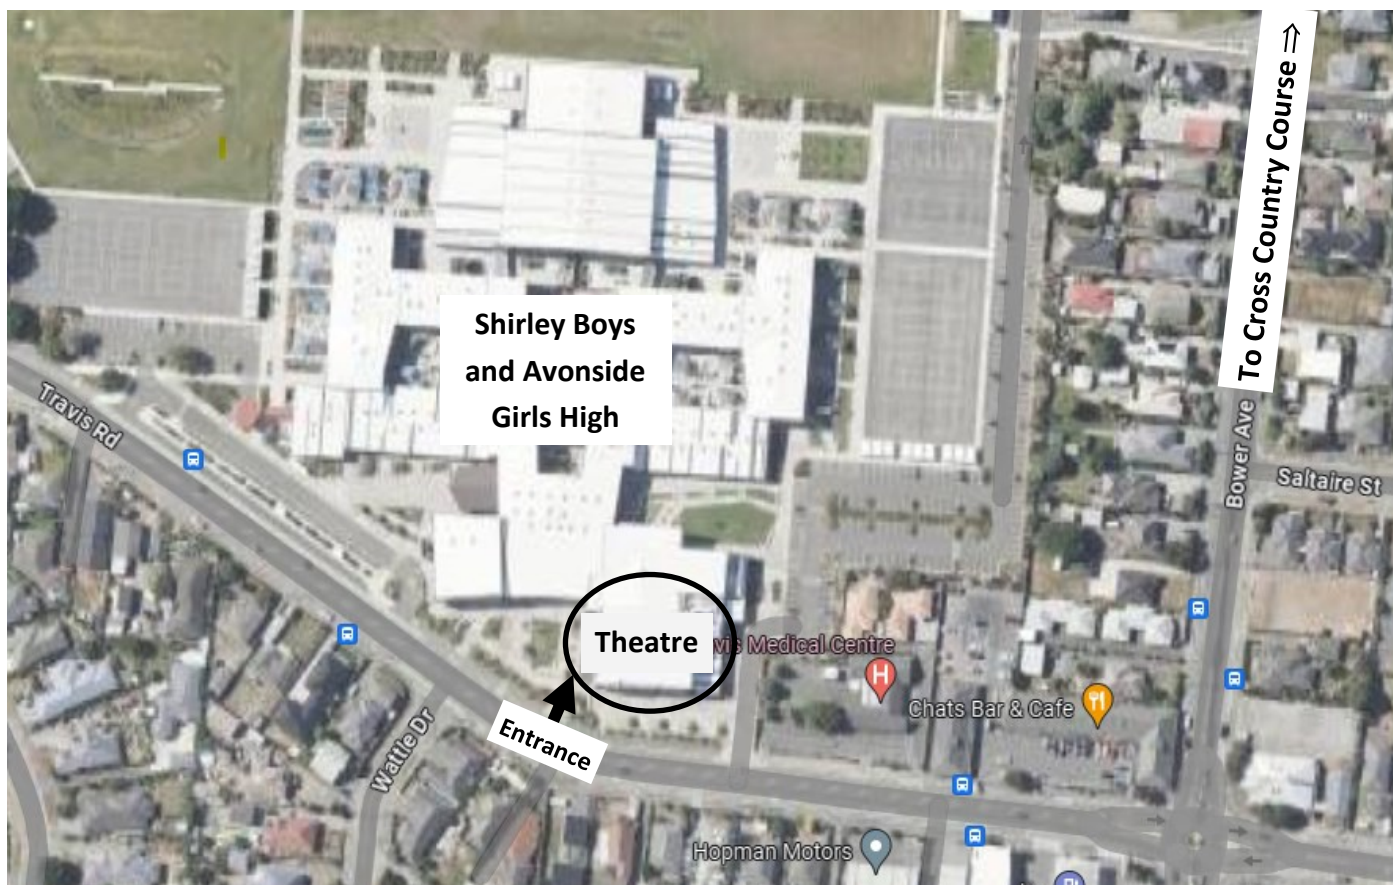 To Cross Country Course ⇒
Shirley Boys
and Avonside
Girls High
Travis Rd
Bower Ave
Saltaire St
Theatre
vis Medical Centre
H
Chats Bar & Cafe
Entrance
Wattle Dr
Hopman Motors